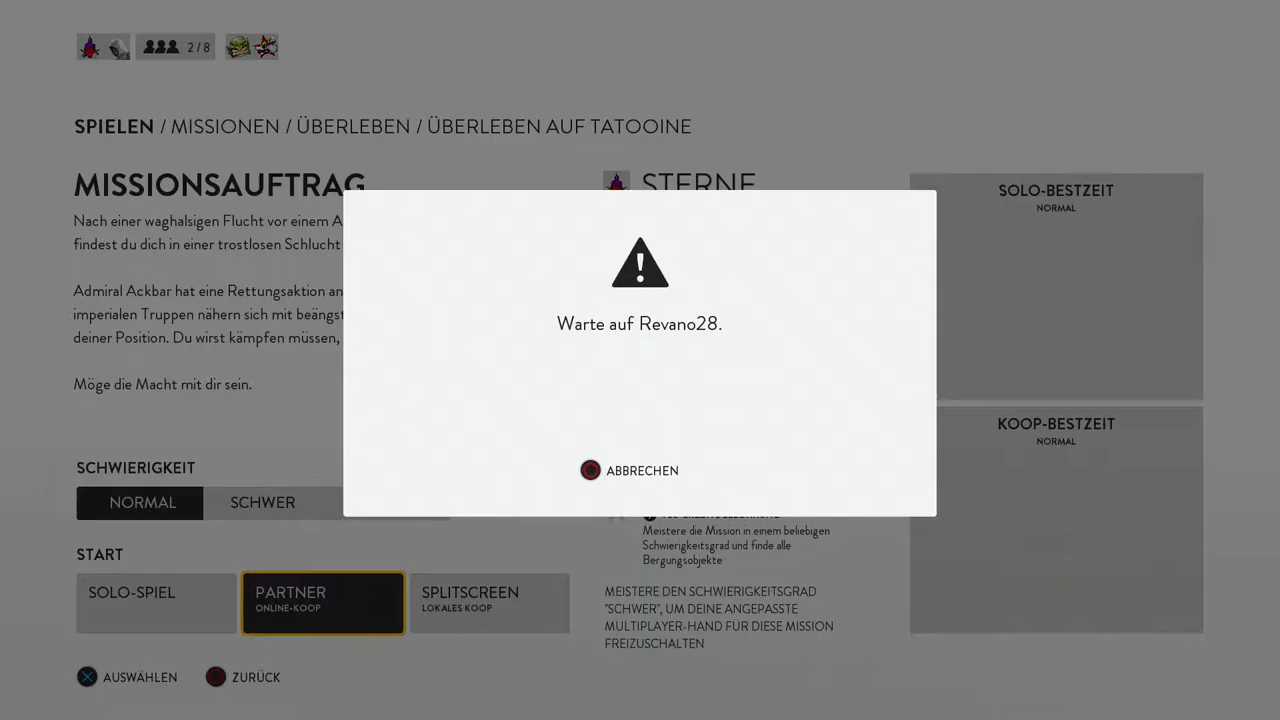 2 / 8
SPIELEN / MISSIONEN / ÜBERLEBEN / ÜBERLEBEN AUF TATOOINE
MISSIONSAUFTRAG
Nach einer waghalsigen Flucht vor einem
findest du dich in einer trostlosen Schlucht
Admiral Ackbar hat eine Rettungsaktion
imperialen Truppen nähern sich mit
deiner Position. Du wirst kämpfen müssen,
Möge die Macht mit dir sein.
STERNE
SOLO-BESTZEIT
NORMAL
KOOP-BESTZEIT
NORMAL
Warte auf Revano28.
ABBRECHEN
SCHWIERIGKEIT
NORMAL
SCHWER
START
SOLO-SPIEL
PARTNER
ONLINE-KOOP
SPLITSCREEN
LOKALES KOOP
Meistere die Mission in einem beliebigen
Schwierigkeitsgrad und finde alle
Bergungsobjekte
MEISTERE DEN SCHWIERIGKEITSGRAD
"SCHWER", UM DEINE ANGEPASSTE
MULTIPLAYER-HAND FÜR DIESE MISSION
FREIZUSCHALTEN
AUSWÄHLEN
ZURÜCK